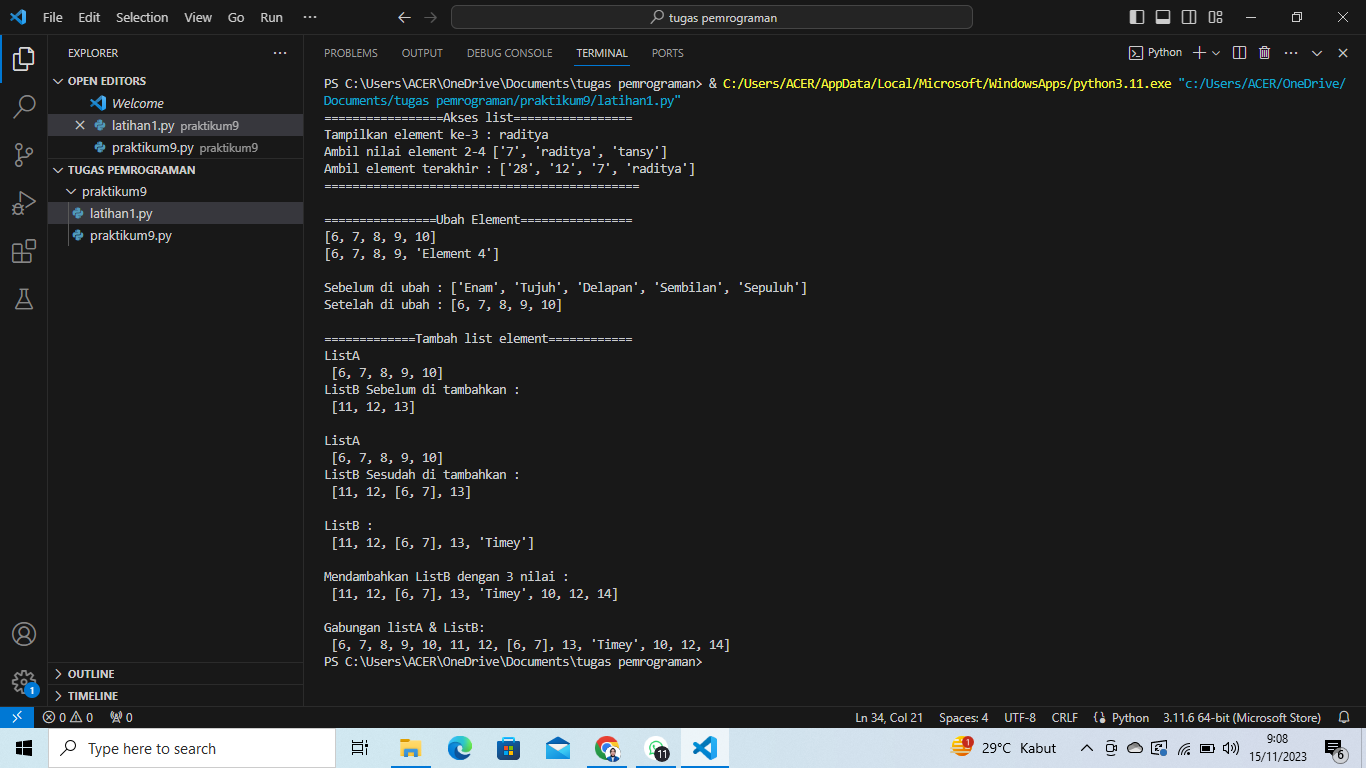 File Edit Selection View Go Run ··· tugas pemrograman
EXPLORER ···
OPEN EDITORS
Welcome
latihan1.py praktikum9
praktikum9.py praktikum9
TUGAS PEMROGRAMAN
praktikum9
latihan1.py
praktikum9.py
OUTLINE
TIMELINE
PROBLEMS OUTPUT DEBUG CONSOLE TERMINAL PORTS Python
PS C:\Users\ACER\OneDrive\Documents\tugas pemrograman> & C:/Users/ACER/AppData/Local/Microsoft/WindowsApps/python3.11.exe "c:/Users/ACER/OneDrive/
Documents/tugas pemrograman/praktikum9/latihan1.py"
=================Akses list=================
Tampilkan element ke-3 : raditya
Ambil nilai element 2-4 ['7', 'raditya', 'tansy']
Ambil element terakhir : ['28', '12', '7', 'raditya']
=============================================
================Ubah Element================
[6, 7, 8, 9, 10]
[6, 7, 8, 9, 'Element 4']
Sebelum di ubah : ['Enam', 'Tujuh', 'Delapan', 'Sembilan', 'Sepuluh']
Setelah di ubah : [6, 7, 8, 9, 10]
=============Tambah list element============
ListA
[6, 7, 8, 9, 10]
ListB Sebelum di tambahkan :
[11, 12, 13]
ListA
[6, 7, 8, 9, 10]
ListB Sesudah di tambahkan :
[11, 12, [6, 7], 13]
ListB :
[11, 12, [6, 7], 13, 'Timey']
Mendambahkan ListB dengan 3 nilai :
[11, 12, [6, 7], 13, 'Timey', 10, 12, 14]
Gabungan listA & ListB:
[6, 7, 8, 9, 10, 11, 12, [6, 7], 13, 'Timey', 10, 12, 14]
PS C:\Users\ACER\OneDrive\Documents\tugas pemrograman>
1
0 0 0 Ln 34, Col 21 Spaces: 4 UTF-8 CRLF Python 3.11.6 64-bit (Microsoft Store)
Type here to search 11 1 29°C Kabut 9:08
15/11/2023 6